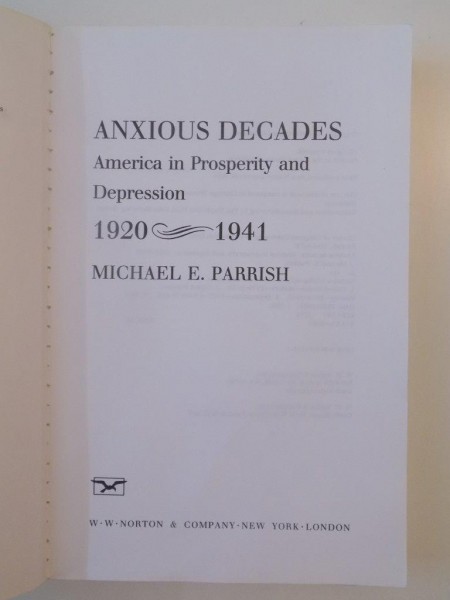 ANXIOUS DECADES
America in Prosperity and
Depression
1920 1941
MICHAEL E. PARRISH
W·W·NORTON & COMPANY·NEW YORK·LONDON